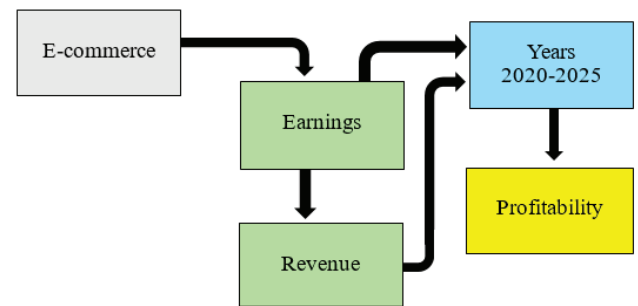 E-commerce
Years
2020-2025
Earnings
Profitability
Revenue